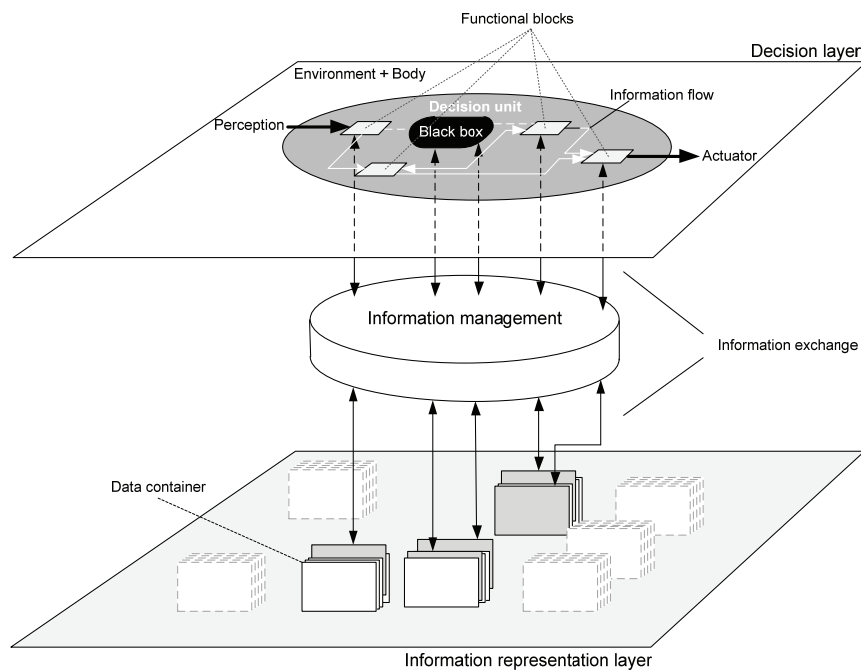 Functional blocks
Decision layer
Environment + Body
Decision unit
Information flow
Perception
Black box
Actuator
Information management
Information exchange
Data container
Information representation layer